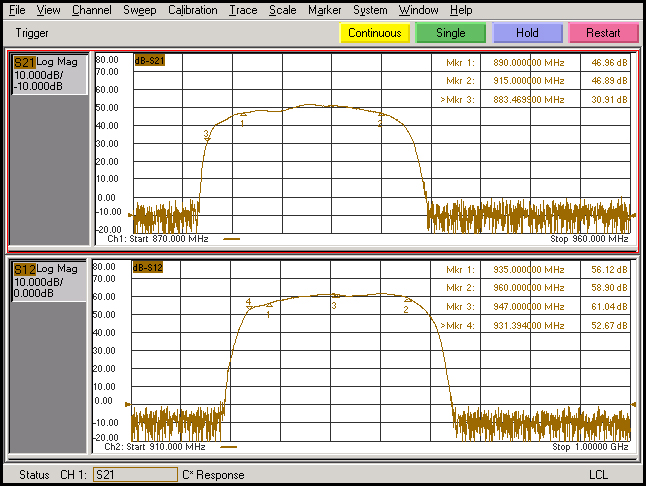 File View Channel Sweep Calibration Trace Scale Marker System Window Help
Trigger Continuous Single Hold Restart
S21 Log Mag
10.000dB/
-10.000dB
80.00 dB-S21
70.00
60.00
50.00
40.00
30.00
20.00
10.00
0.00
-10.00
-20.00
Mkr 1: 890.000000 MHz 46.96 dB
Mkr 2: 915.000000 MHz 46.89 dB
>Mkr 3: 883.469900 MHz 30.91 dB
3 1 2
Ch1: Start 870.000 MHz Stop 960.000 MHz
S12 Log Mag
10.000dB/
0.000dB
80.00 dB-S12
70.00
60.00
50.00
40.00
30.00
20.00
10.00
0.00
-10.00
-20.00
Mkr 1: 935.000000 MHz 56.12 dB
Mkr 2: 960.000000 MHz 58.90 dB
Mkr 3: 947.000000 MHz 61.04 dB
>Mkr 4: 931.394000 MHz 52.67 dB
4 1 3 2
Ch2: Start 910.000 MHz Stop 1.00000 GHz
Status CH 1: S21 C* Response LCL